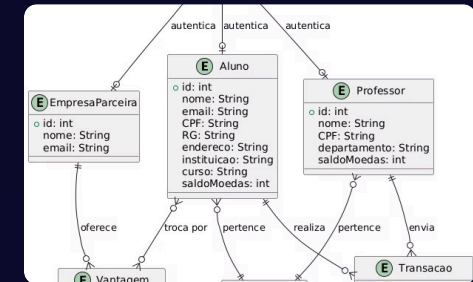 autentica
autentica
autentica
E Aluno
id: int
nome: String
email: String
CPF: String
RG: String
endereco: String
instituicao: String
curso: String
saldoMoedas: int
E EmpresaParceira
id: int
nome: String
email: String
E Professor
id: int
nome: String
CPF: String
departamento: String
saldoMoedas: int
oferece
troca por
pertence
realiza
pertence
envia
E Vantagem
E Transacao